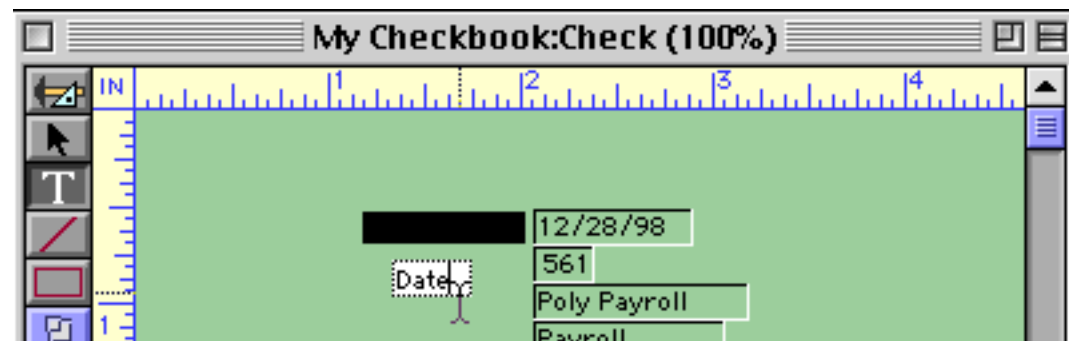 My Checkbook:Check (100%)
IN 1 2 3 4
T
12/28/98
561
Date
Poly Payroll
Payroll
1